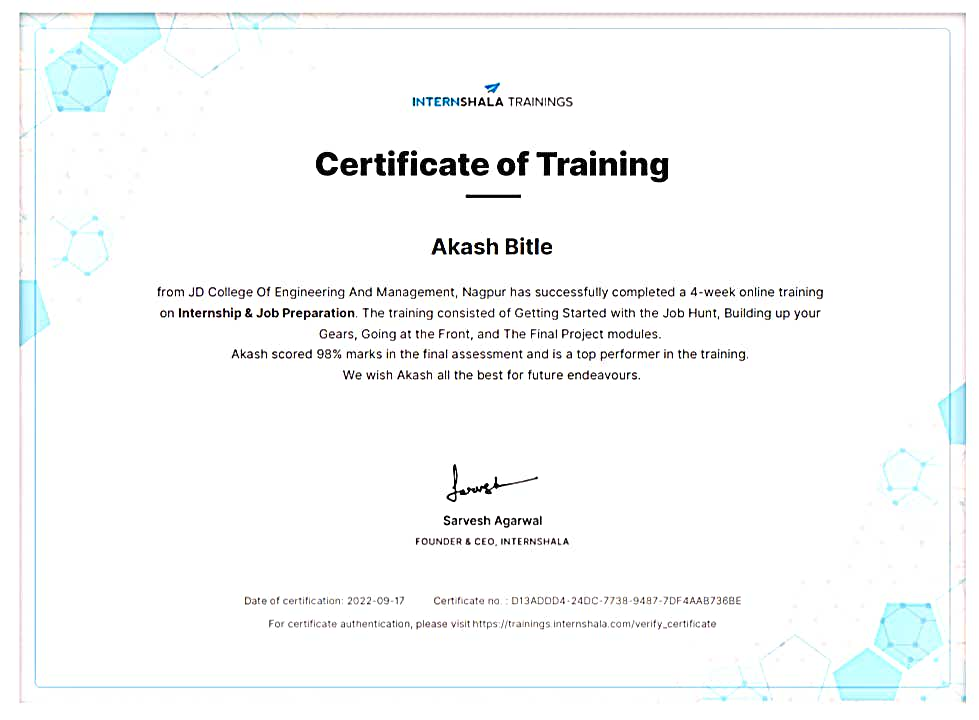 INTERNSHALA TRAININGS
Certificate of Training
Akash Bitle
from JD College Of Engineering And Management, Nagpur has successfully completed a 4-week online training
on Internship & Job Preparation. The training consisted of Getting Started with the Job Hunt, Building up your
Gears, Going at the Front, and The Final Project modules.
Akash scored 98% marks in the final assessment and is a top performer in the training.
We wish Akash all the best for future endeavours.
Sarvesh
Sarvesh Agarwal
FOUNDER & CEO, INTERNSHALA
Date of certification: 2022-09-17 Certificate no. : D13ADDD4-24DC-7738-9487-7DF4AAB736BE
For certificate authentication, please visit https://trainings.internshala.com/verify_certificate